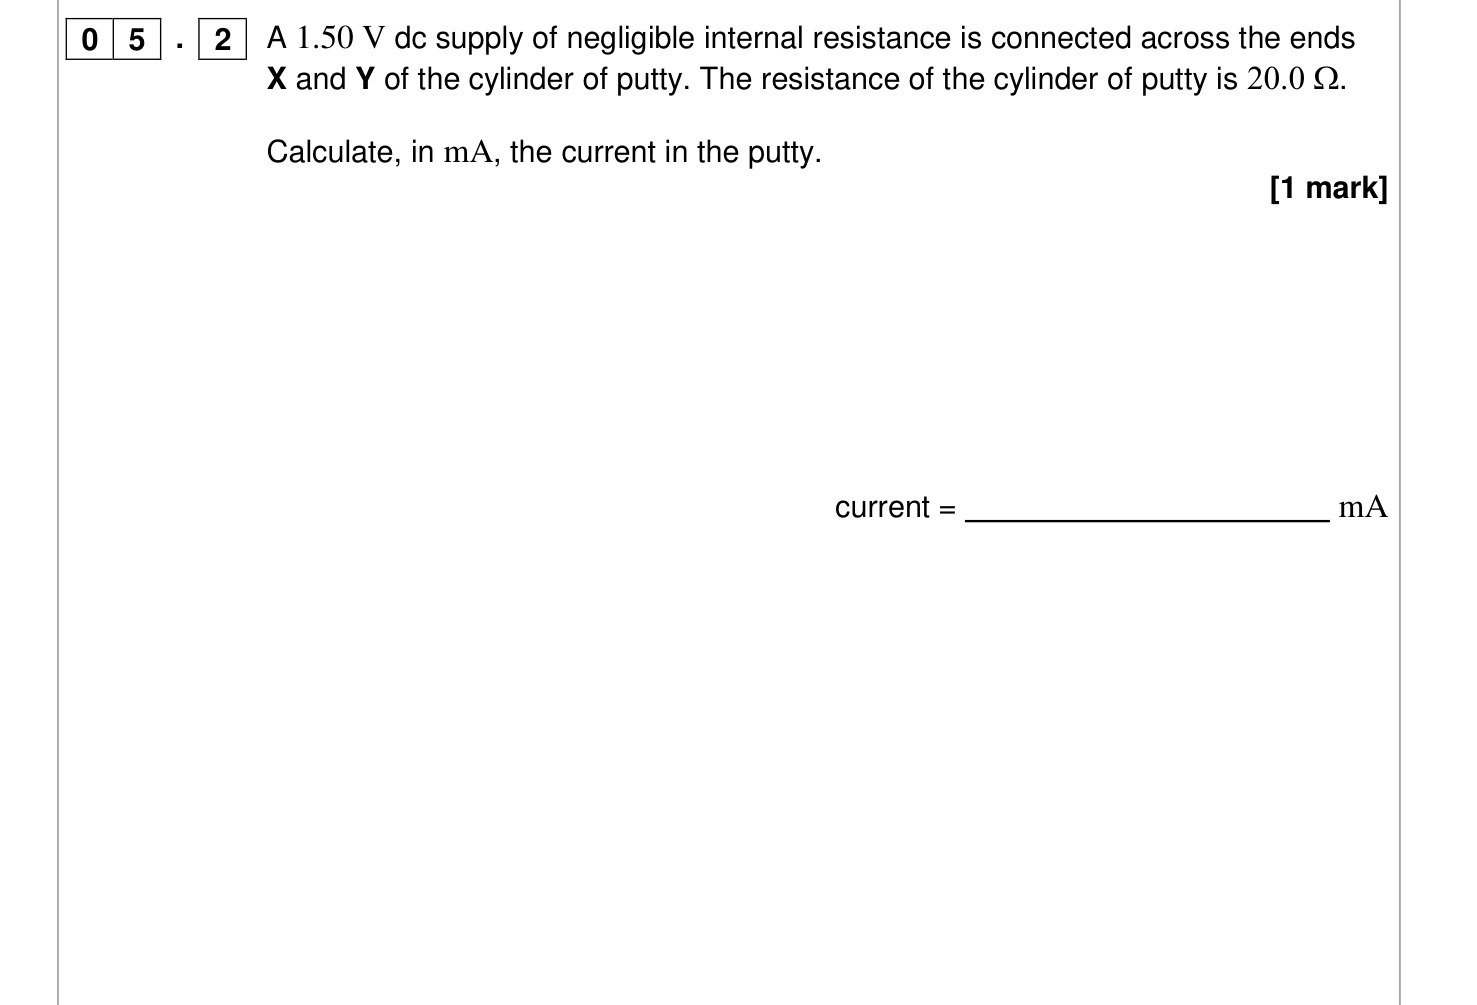 0 5 . 2 A 1.50 V dc supply of negligible internal resistance is connected across the ends
X and Y of the cylinder of putty. The resistance of the cylinder of putty is 20.0 Ω.
Calculate, in mA, the current in the putty.
[1 mark]
current = ______________________ mA